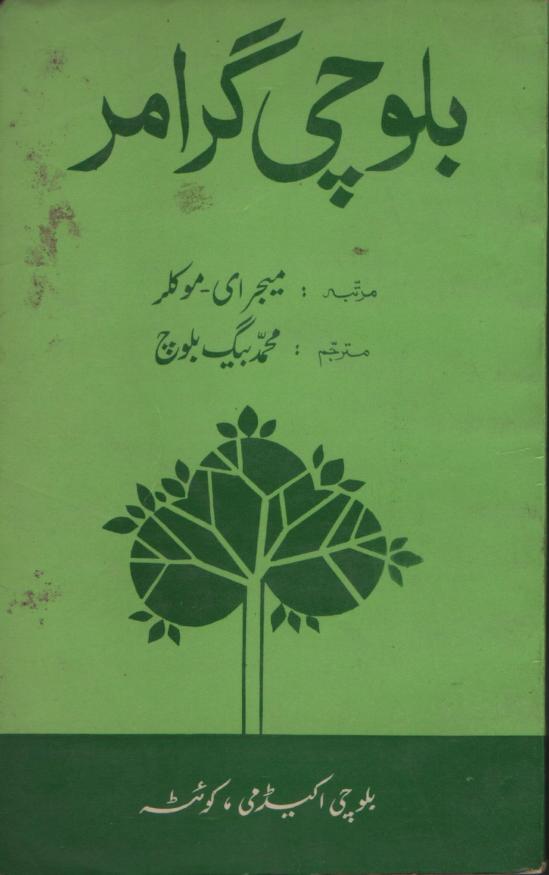 بلوچی گرامر
مرتبہ : میجر ای - موکلر
مترجم : محمد بیگ بلوچ
بلوچی اکیڈمی ، کوئٹہ